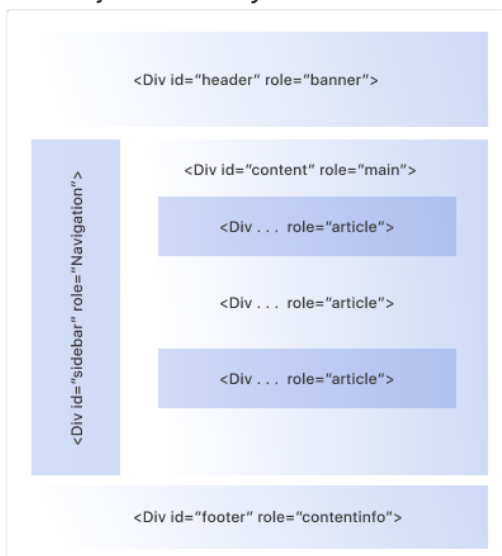 <Div id="header" role="banner">
<Div id="sidebar" role="Navigation">
<Div id="content" role="main">
<Div . . . role="article">
<Div . . . role="article">
<Div . . . role="article">
<Div id="footer" role="contentinfo">